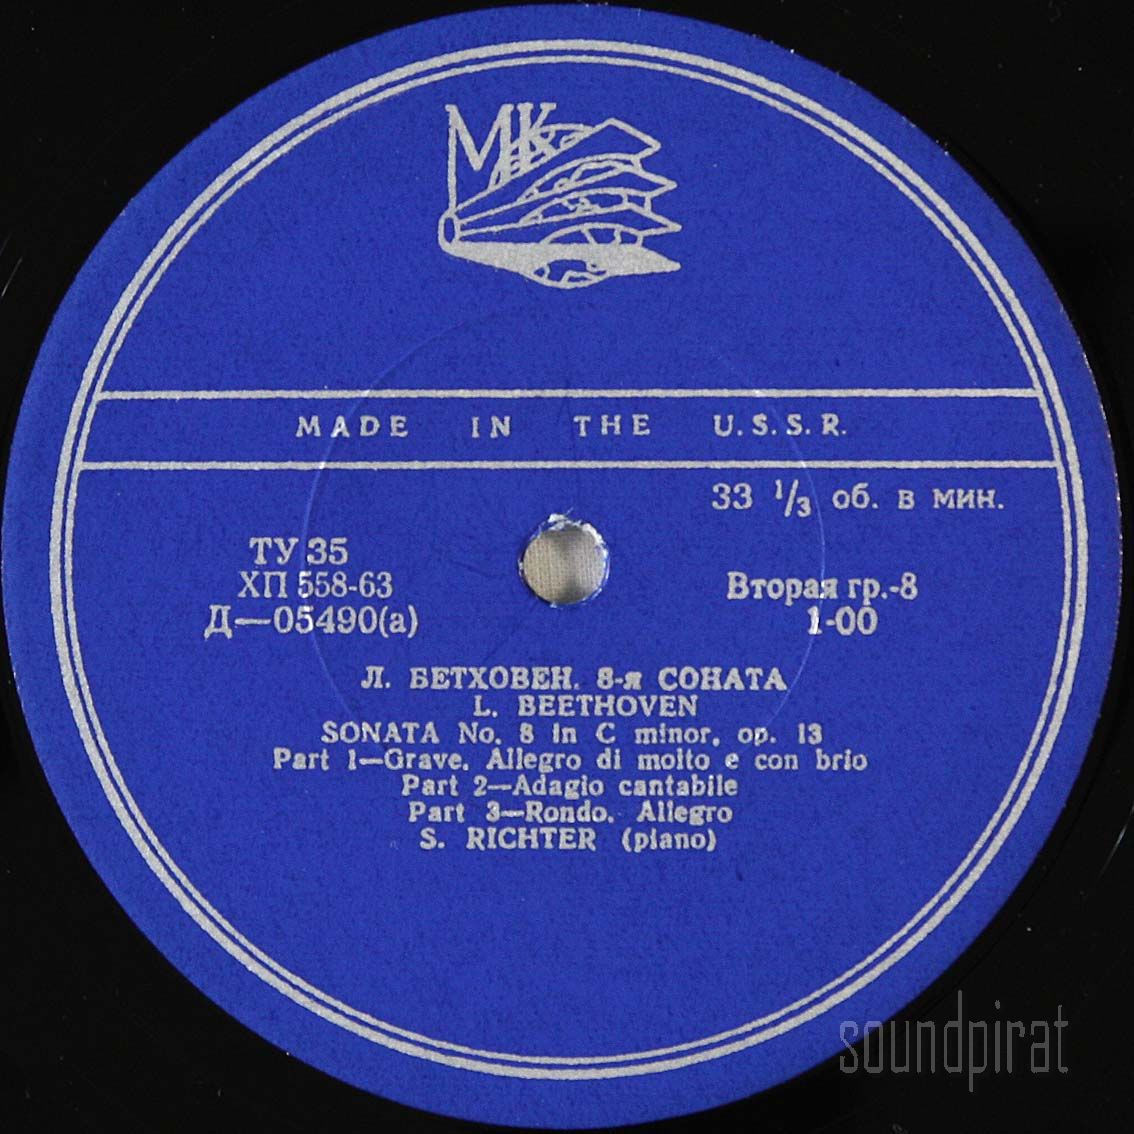 МК
MADE IN THE U.S.S.R.
33 1/3 об. в мин.
ТУ 35
ХП 558-63
Д—05490(а)
Вторая гр.-8
1-00
Л. БЕТХОВЕН. 8-я СОНАТА
L. BEETHOVEN
SONATA No. 8 in C minor, op. 13
Part 1—Grave. Allegro di molto e con brio
Part 2—Adagio cantabile
Part 3—Rondo. Allegro
S. RICHTER (piano)
soundpirat